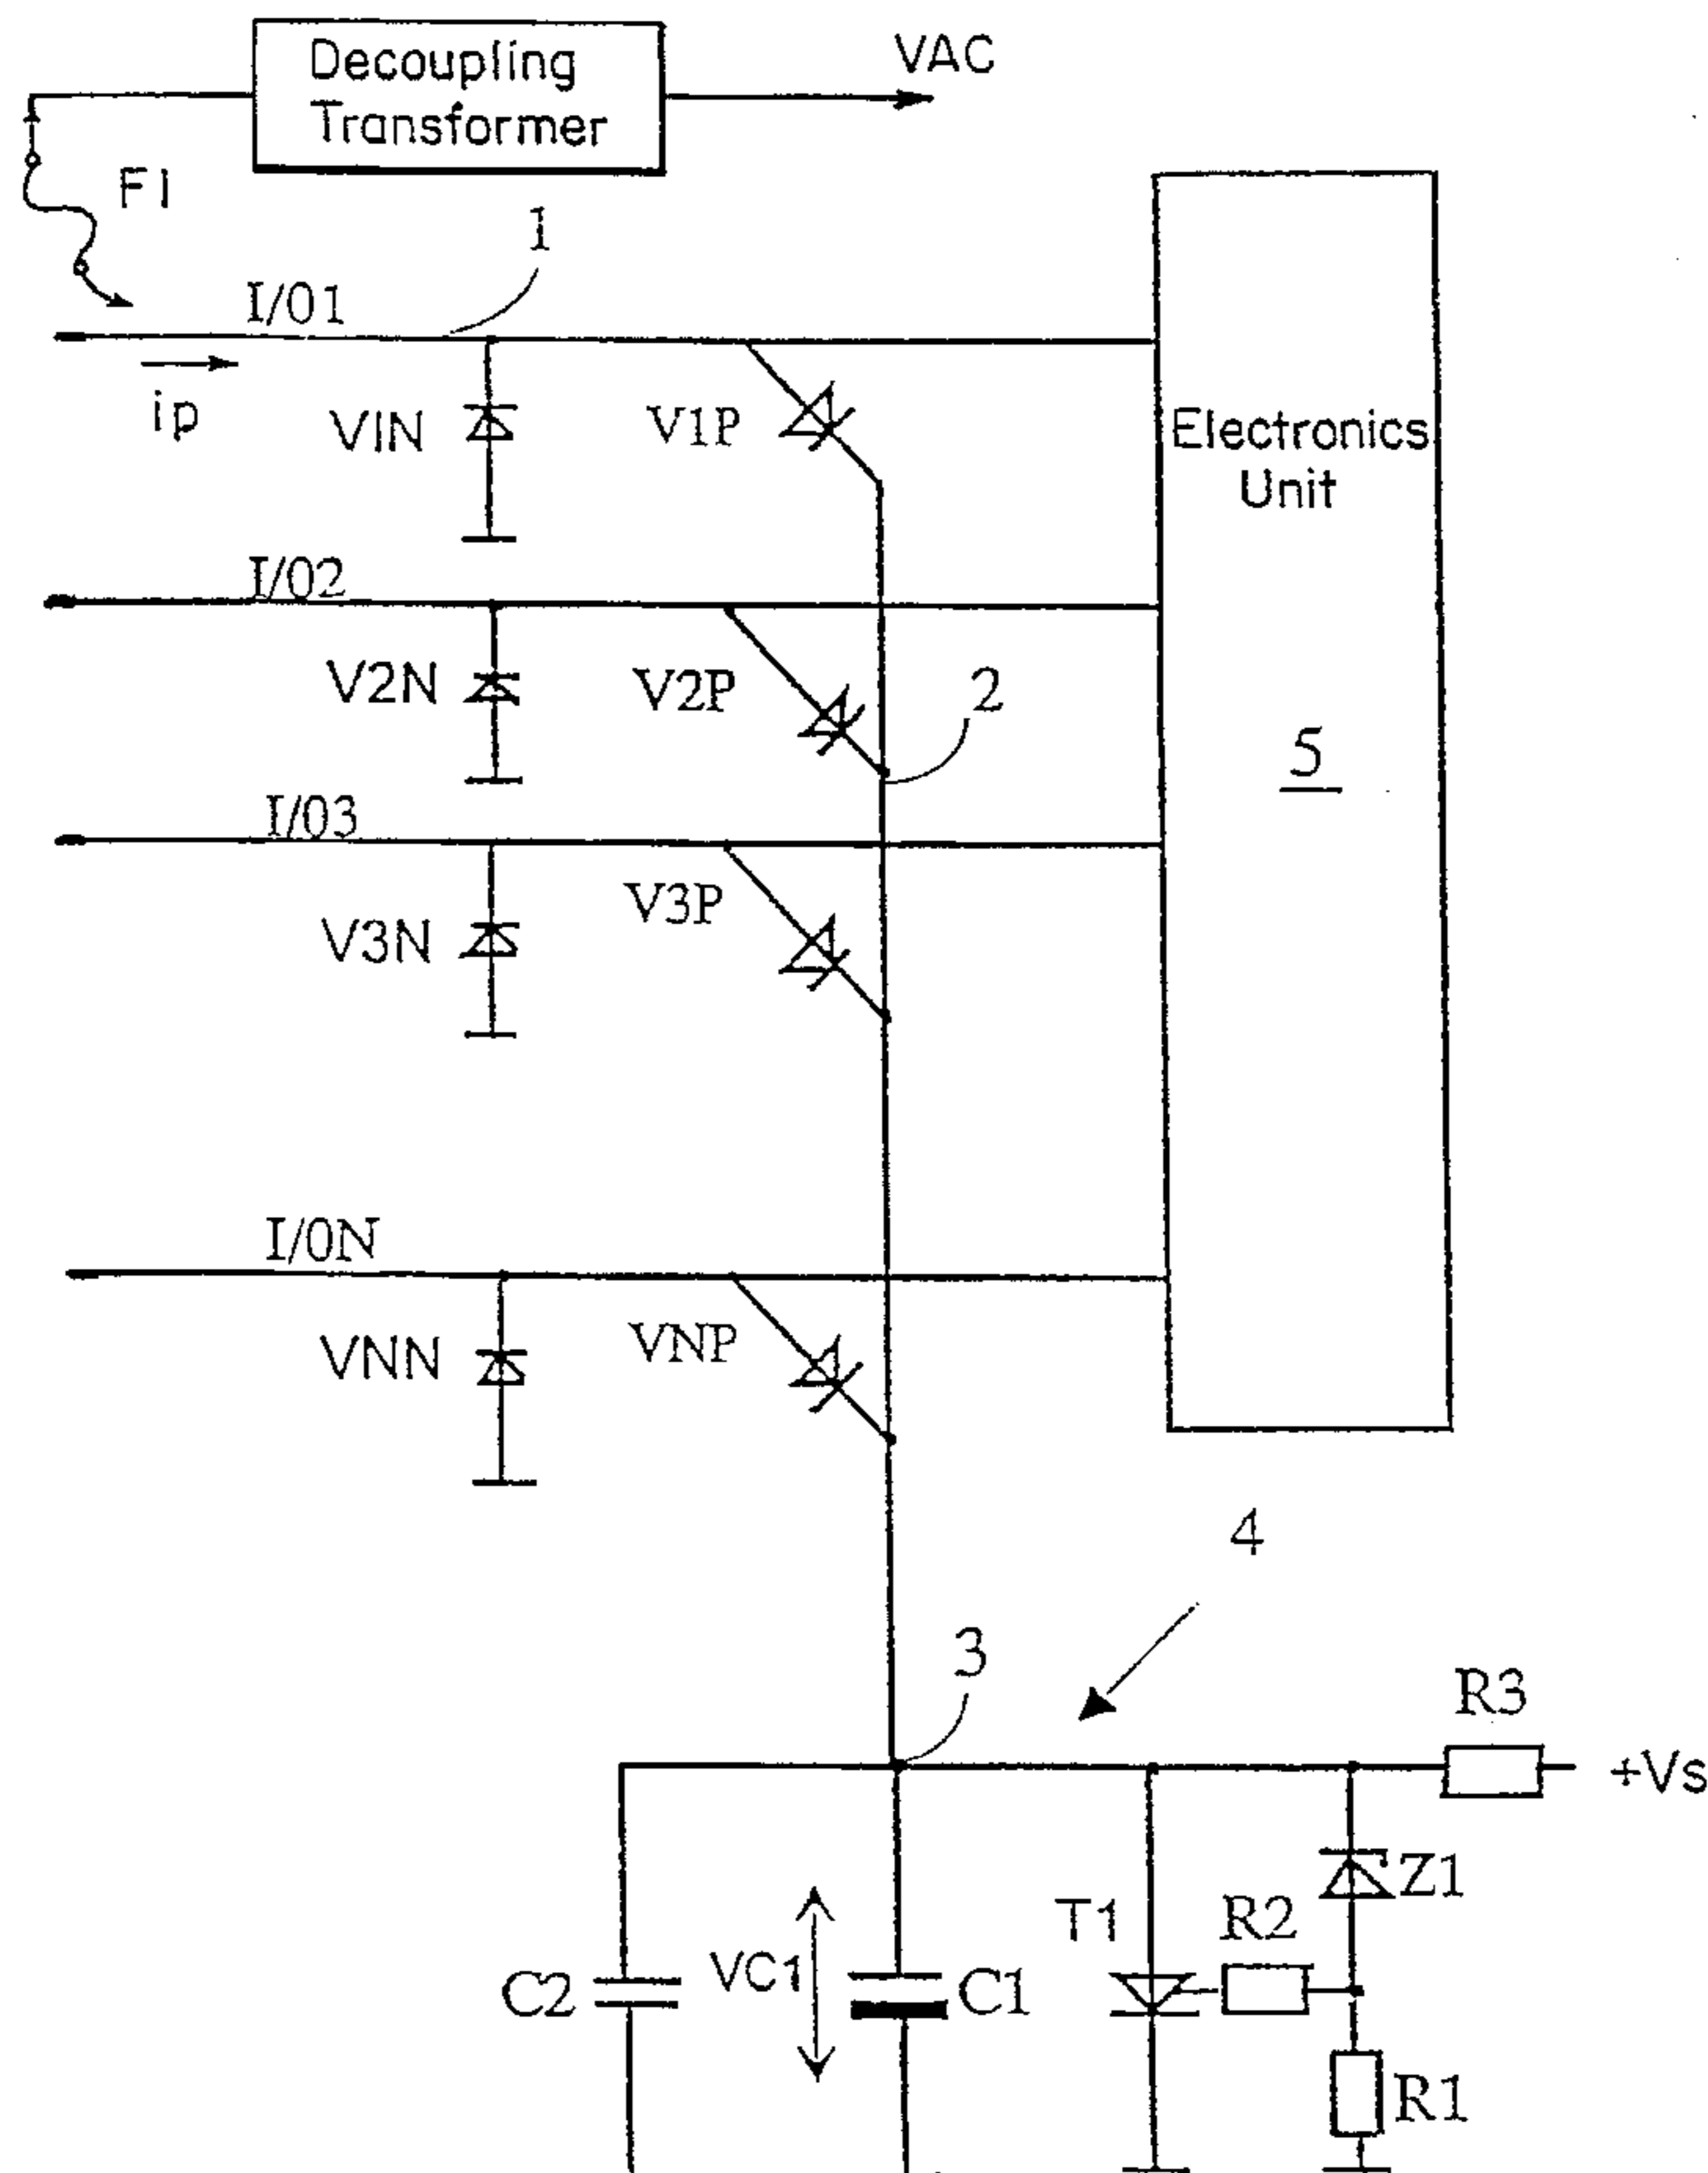 Decoupling
Transformer
VAC
F1
1
I/01
ip
V1N
V1P
Electronics
Unit
I/02
V2N
V2P
2
5
I/03
V3P
V3N
I/0N
VNN
VNP
4
3
R3
+Vs
Z1
T1
R2
VC1
C2
C1
R1